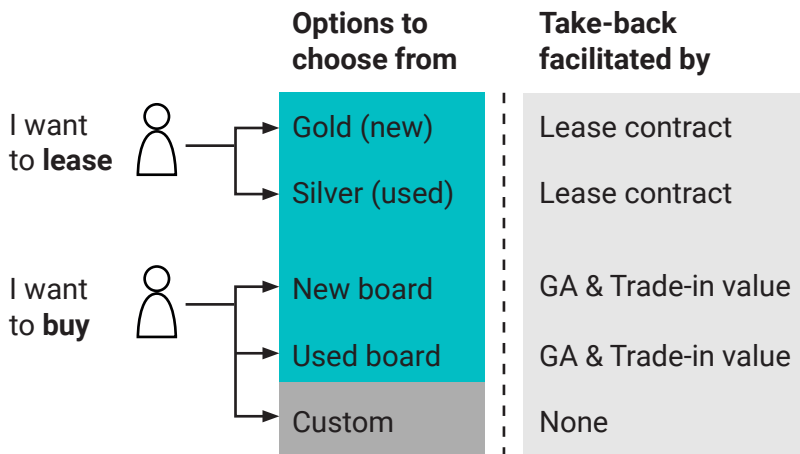 Options to
choose from
Take-back
facilitated by
I want
to lease
Gold (new)
Lease contract
Silver (used)
Lease contract
I want
to buy
New board
GA & Trade-in value
Used board
GA & Trade-in value
Custom
None